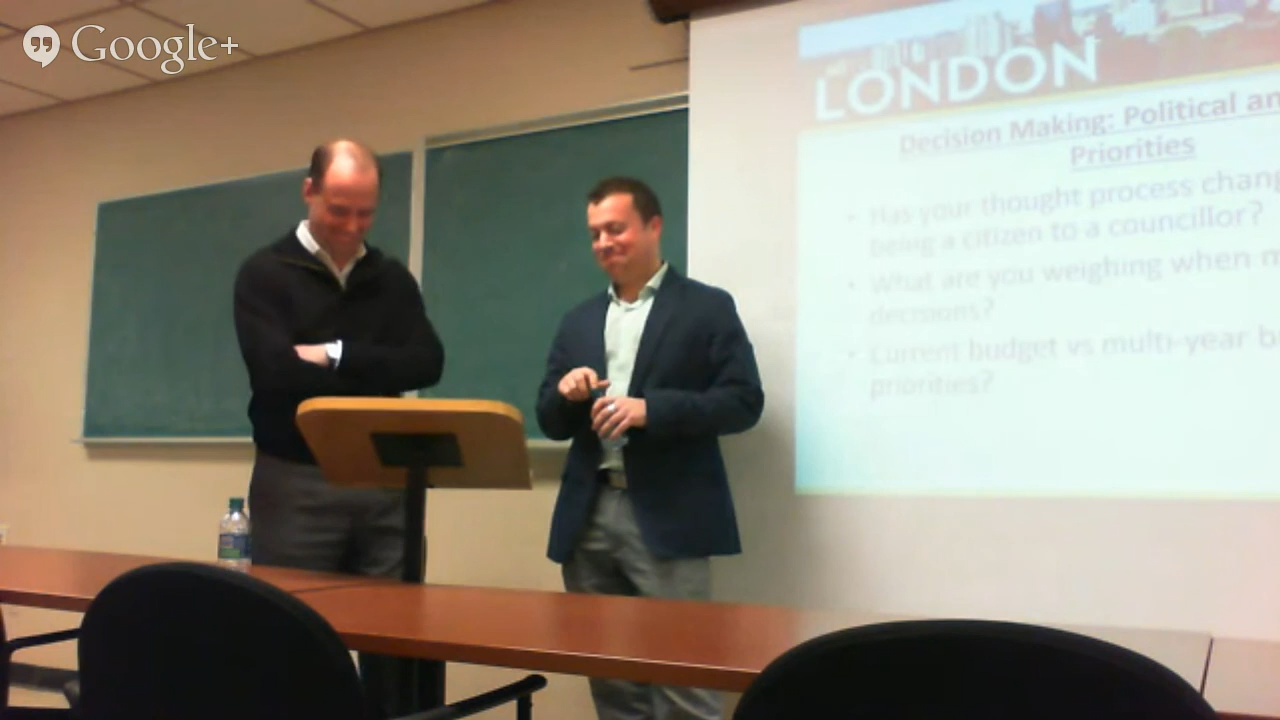 Google+
LONDON
Decision Making: Political an
Priorities
• Has your thought process chang
being a citizen to a councillor?
• What are you weighing when m
decisions?
• Current budget vs multi-year b
priorities?